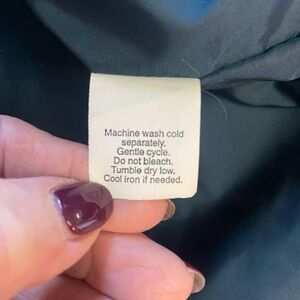 Machine wash cold
separately.
Gentle cycle.
Do not bleach.
Tumble dry low.
Cool iron if needed.